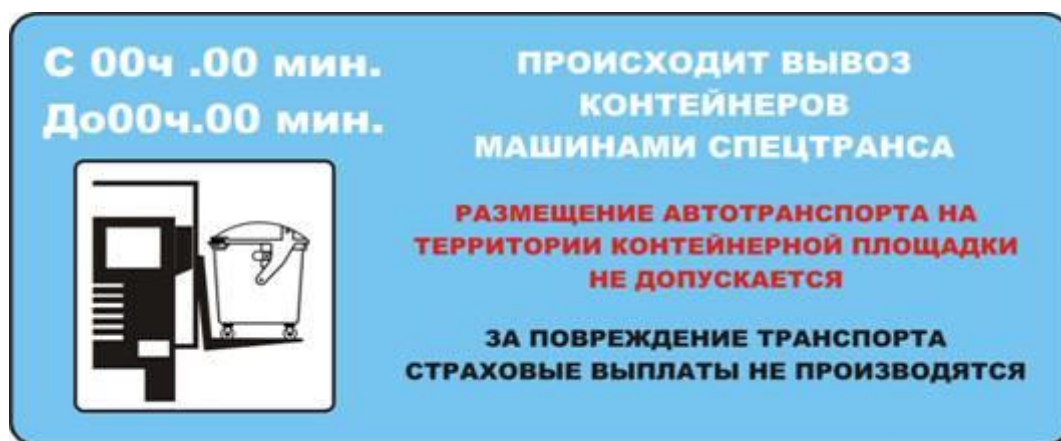 С 00ч .00 мин.
До00ч.00 мин.
ПРОИСХОДИТ ВЫВОЗ
КОНТЕЙНЕРОВ
МАШИНАМИ СПЕЦТРАНСА
РАЗМЕЩЕНИЕ АВТОТРАНСПОРТА НА
ТЕРРИТОРИИ КОНТЕЙНЕРНОЙ ПЛОЩАДКИ
НЕ ДОПУСКАЕТСЯ
ЗА ПОВРЕЖДЕНИЕ ТРАНСПОРТА
СТРАХОВЫЕ ВЫПЛАТЫ НЕ ПРОИЗВОДЯТСЯ